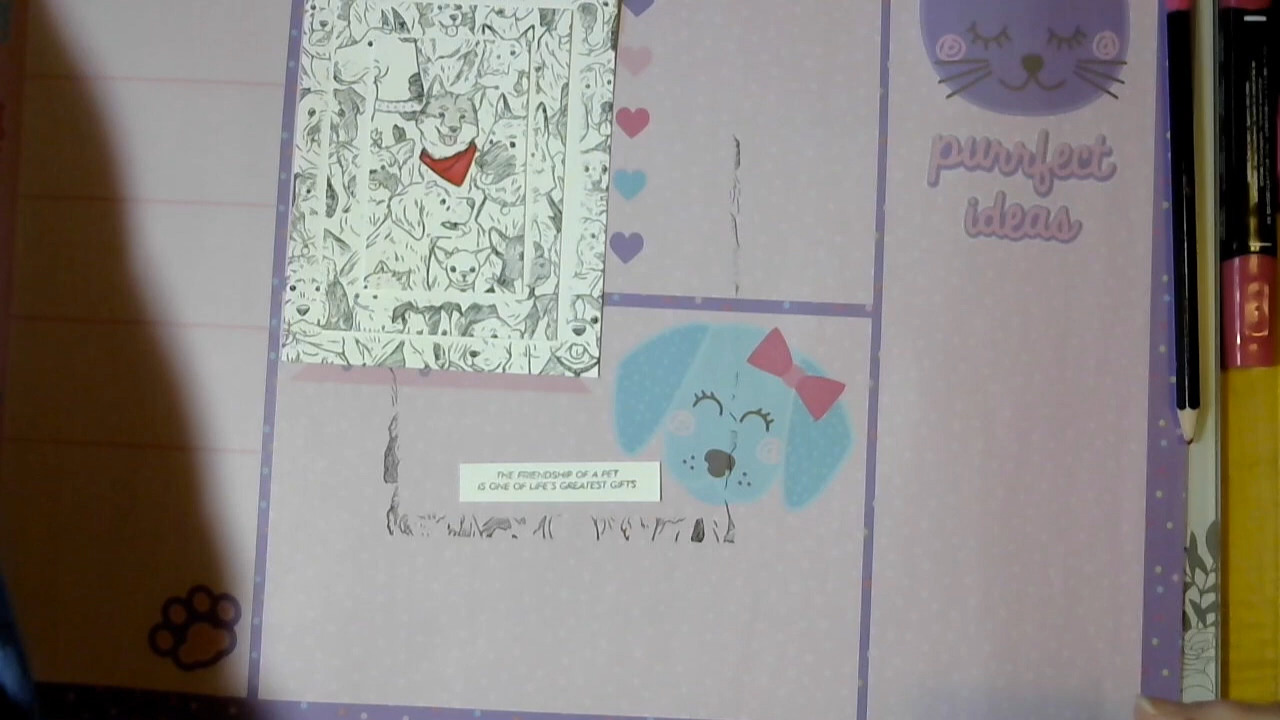 purrfect
ideas
THE FRIENDSHIP OF A PET
IS ONE OF LIFE'S GREATEST GIFTS